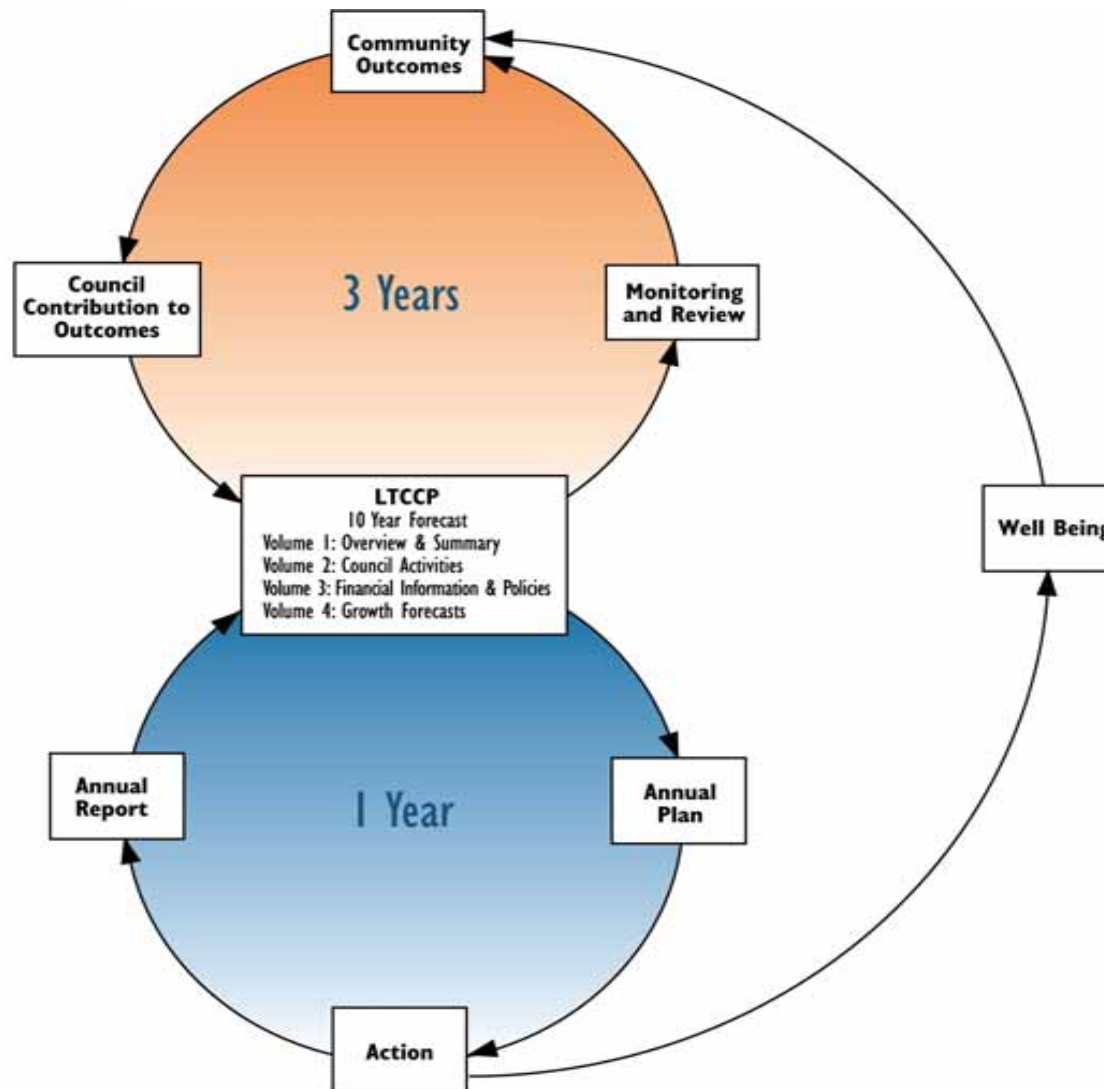 Community
Outcomes
3 Years
Council
Contribution to
Outcomes
Monitoring
and Review
LTCCP
10 Year Forecast
Volume 1: Overview & Summary
Volume 2: Council Activities
Volume 3: Financial Information & Policies
Volume 4: Growth Forecasts
Well Being
Annual
Report
1 Year
Annual
Plan
Action